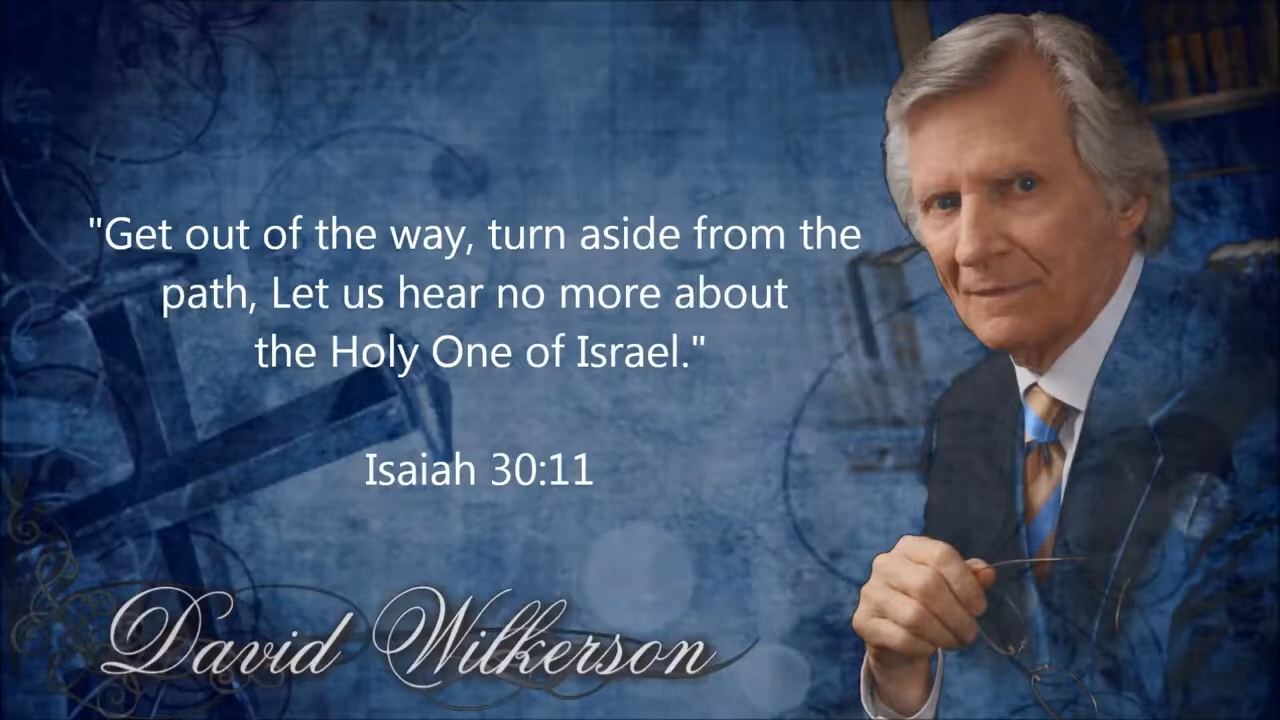 "Get out of the way, turn aside from the
path, Let us hear no more about
the Holy One of Israel."
Isaiah 30:11
David Wilkerson